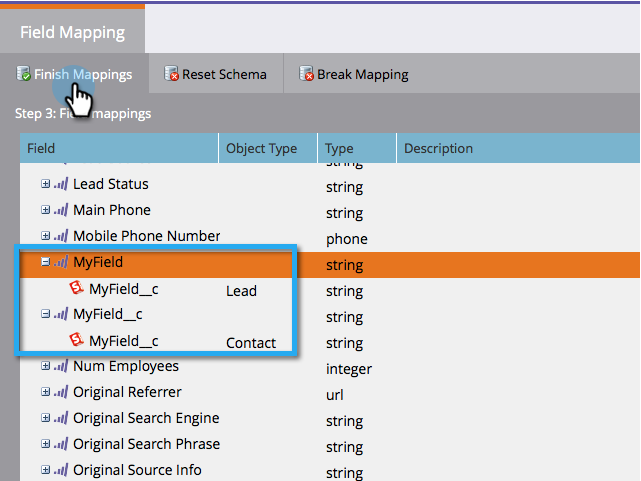 Field Mapping
Finish Mappings Reset Schema Break Mapping
Step 3: Fie mappings
Field Object Type Type Description
string
Lead Status string
Main Phone string
Mobile Phone Number phone
MyField string
MyField__c Lead string
MyField__c string
MyField__c Contact string
Num Employees integer
Original Referrer url
Original Search Engine string
Original Search Phrase string
Original Source Info string